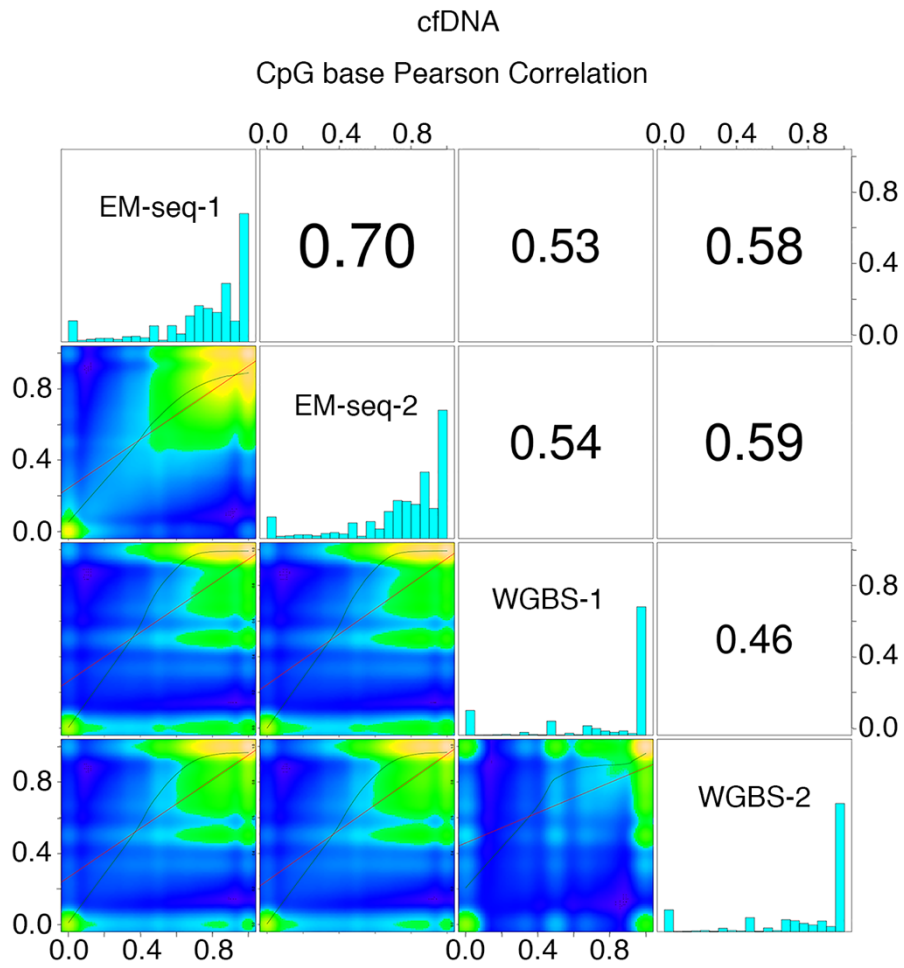 cfDNA
CpG base Pearson Correlation
0.0 0.4 0.8 0.0 0.4 0.8
EM-seq-1 0.70 0.53 0.58 0.8
0.4
0.0
0.8 EM-seq-2 0.54 0.59
0.4
0.0
WGBS-1 0.46 0.8
0.4
0.0
0.8 WGBS-2
0.4
0.0
0.0 0.4 0.8 0.0 0.4 0.8